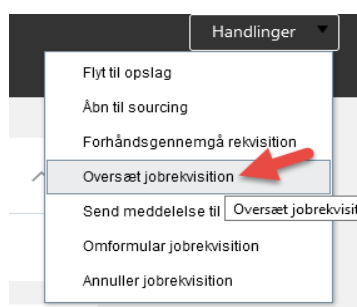 Handlinger
Flyt til opslag
Åbn til sourcing
Forhåndsgennemgå rekvisition
Oversæt jobrekvisition
Send meddelelse til
Oversæt jobrekvisit
Omformular jobrekvisition
Annuller jobrekvisition